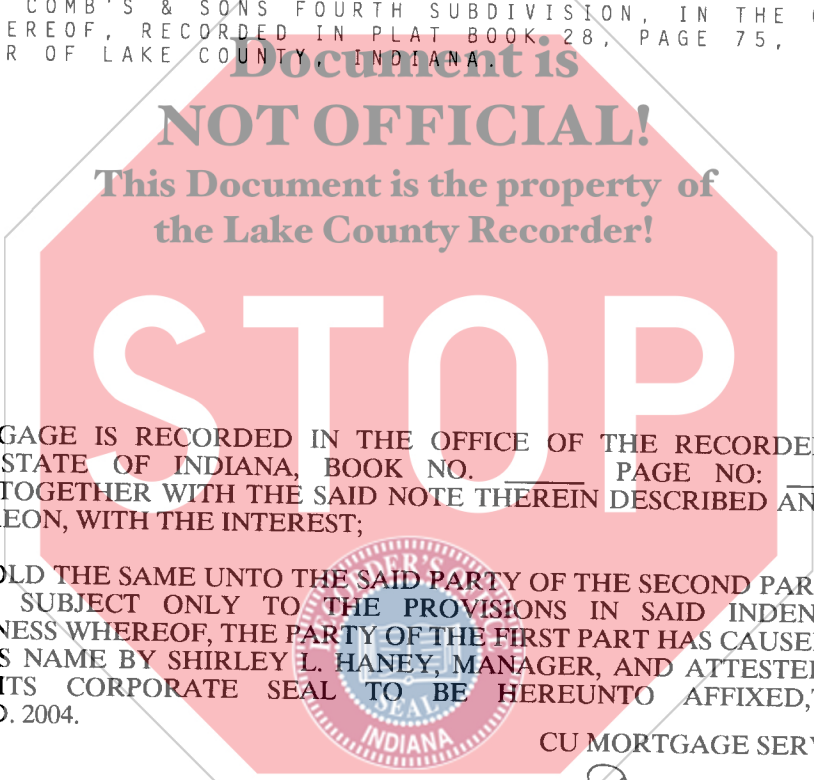 COMB'S & SONS FOURTH SUBDIVISION, IN THE
EREOF, RECORDED IN PLAT BOOK 28, PAGE 75,
R OF LAKE COUNTY, INDIANA.
Document is
NOT OFFICIAL!
This Document is the property of
the Lake County Recorder!
STOP
GAGE IS RECORDED IN THE OFFICE OF THE RECORDE
STATE OF INDIANA, BOOK NO. ______ PAGE NO: __
TOGETHER WITH THE SAID NOTE THEREIN DESCRIBED AN
EON, WITH THE INTEREST;
OLD THE SAME UNTO THE SAID PARTY OF THE SECOND PAR
SUBJECT ONLY TO THE PROVISIONS IN SAID INDEN
NESS WHEREOF, THE PARTY OF THE FIRST PART HAS CAUSE
S NAME BY SHIRLEY L. HANEY, MANAGER, AND ATTESTE
ITS CORPORATE SEAL TO BE HEREUNTO AFFIXED,
D. 2004.
SEAL
INDIANA
CU MORTGAGE SERV